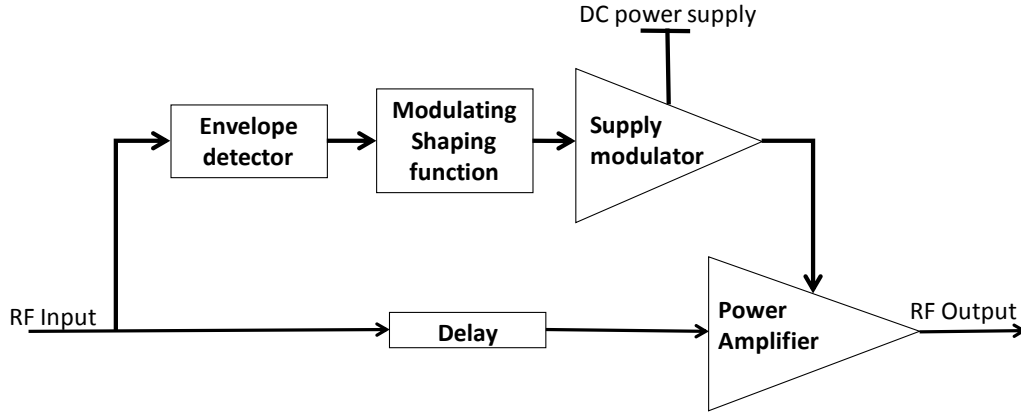 DC power supply
Envelope
detector
Modulating
Shaping
function
Supply
modulator
RF Input
Delay
Power
Amplifier
RF Output